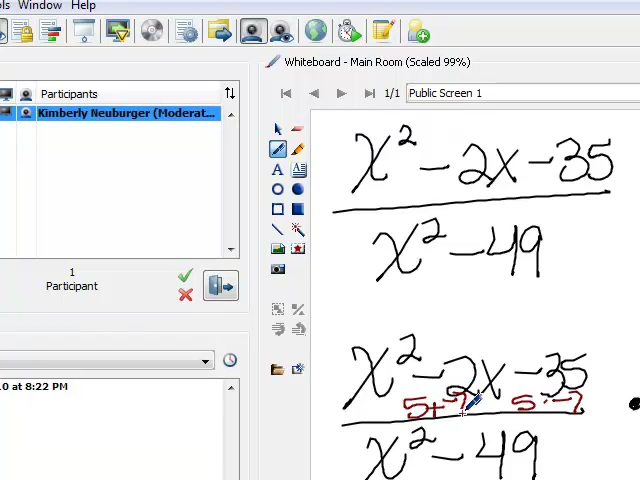 ols Window Help
Whiteboard - Main Room (Scaled 99%)
Participants
1/1 Public Screen 1
Kimberly Neuburger (Moderat...
x² - 2x - 35
x² - 49
1
Participant
x² - 2x - 35
5 + -7 5 · -7
x² - 49
10 at 8:22 PM